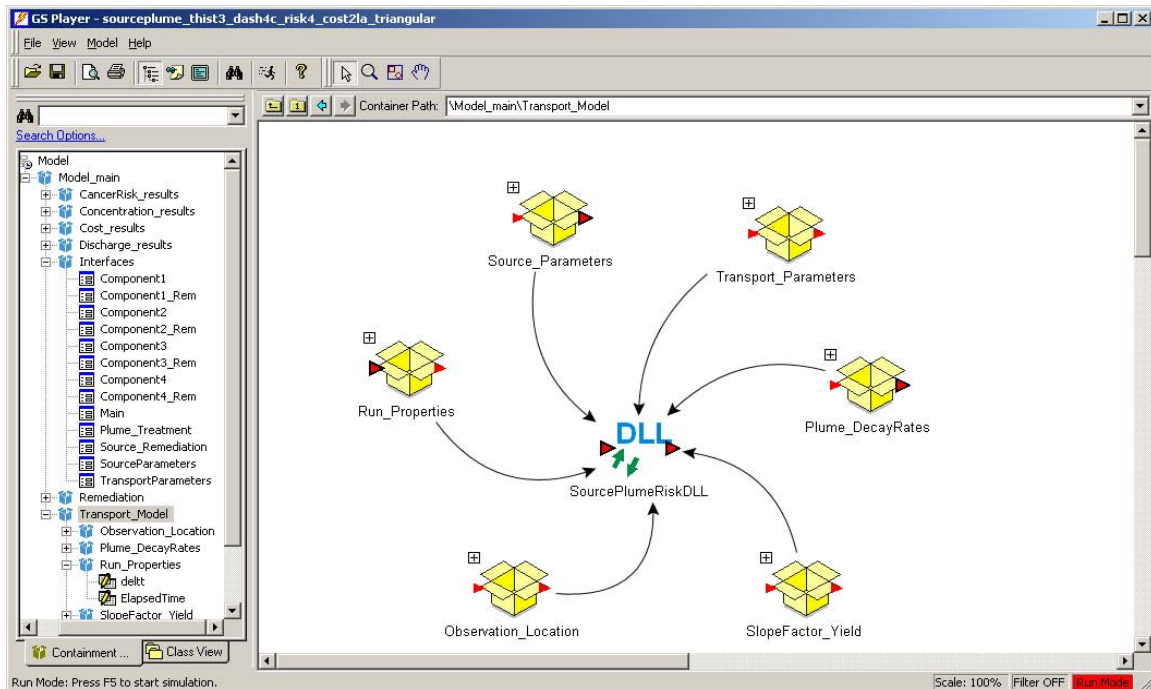 GS Player - sourceplume_thist3_dash4c_risk4_cost2la_triangular
File View Model Help
Container Path: \Model_main\Transport_Model
Search Options...
Model
Model_main
CancerRisk_results
Concentration_results
Cost_results
Discharge_results
Interfaces
Component1
Component1_Rem
Component2
Component2_Rem
Component3
Component3_Rem
Component4
Component4_Rem
Main
Plume_Treatment
Source_Remediation
SourceParameters
TransportParameters
Remediation
Transport_Model
Observation_Location
Plume_DecayRates
Run_Properties
deltt
ElapsedTime
SlopeFactor_Yield
Containment ... Class View
Source_Parameters
Transport_Parameters
Run_Properties
Plume_DecayRates
DLL
SourcePlumeRiskDLL
Observation_Location
SlopeFactor_Yield
Run Mode: Press F5 to start simulation. Scale: 100% Filter OFF Run Mode